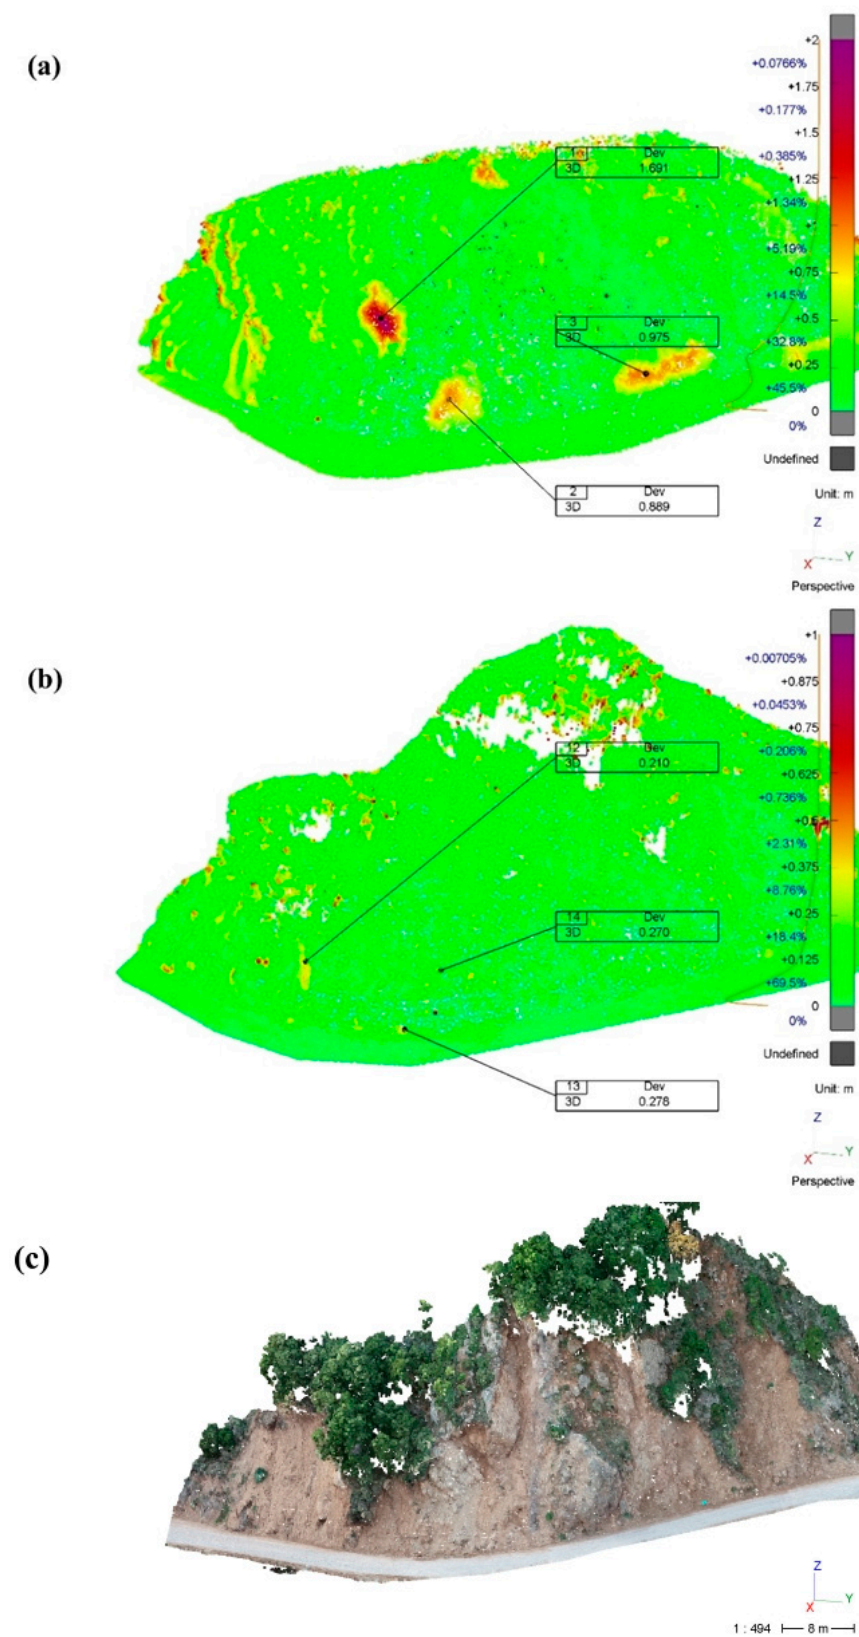 (a)
+2
+0.0766%
+1.75
+0.177%
+1.5
+0.385%
+1.25
+1.34%
+5.19%
+0.75
+14.5%
+0.5
+32.8%
+0.25
+45.5%
0
0%
Undefined
Unit: m
1 Dev
3D 1.691
3 Dev
3D 0.975
2 Dev
3D 0.889
Z
X Y
Perspective
(b)
+1
+0.00705%
+0.875
+0.0453%
+0.75
+0.206%
+0.625
+0.736%
+0.5
+2.31%
+0.375
+8.76%
+0.25
+18.4%
+0.125
+69.5%
0
0%
Undefined
Unit: m
12 Dev
3D 0.210
14 Dev
3D 0.270
13 Dev
3D 0.278
Z
X Y
Perspective
(c)
Z
X Y
1 : 494 8 m